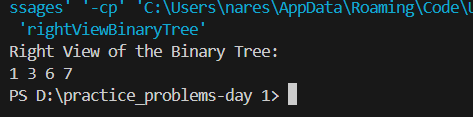 ssages' '-cp' 'C:\Users\nares\AppData\Roaming\Code\U
'rightViewBinaryTree'
Right View of the Binary Tree:
1 3 6 7
PS D:\practice_problems-day 1>